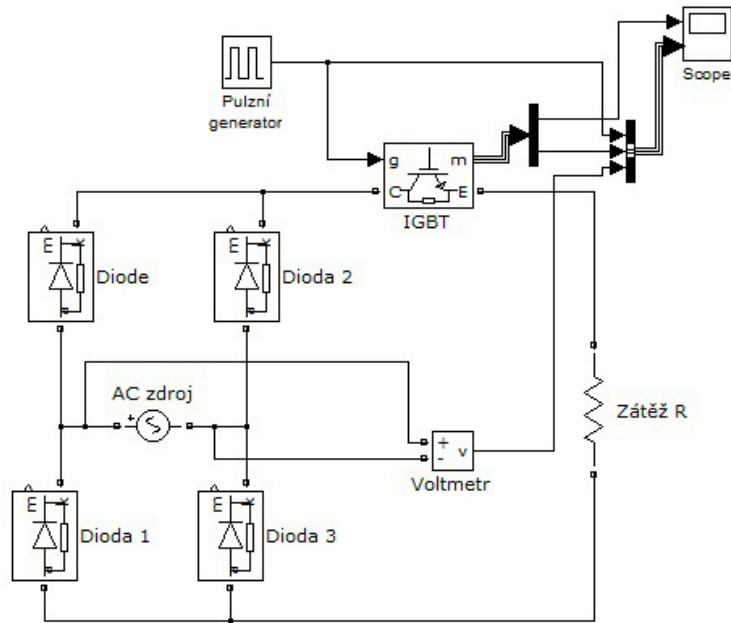 Scope
Pulzní
generator
g
m
C
E
IGBT
E
Diode
E
Dioda 2
AC zdroj
+
Zátěž R
+
-
v
Voltmetr
E
Dioda 1
E
Dioda 3